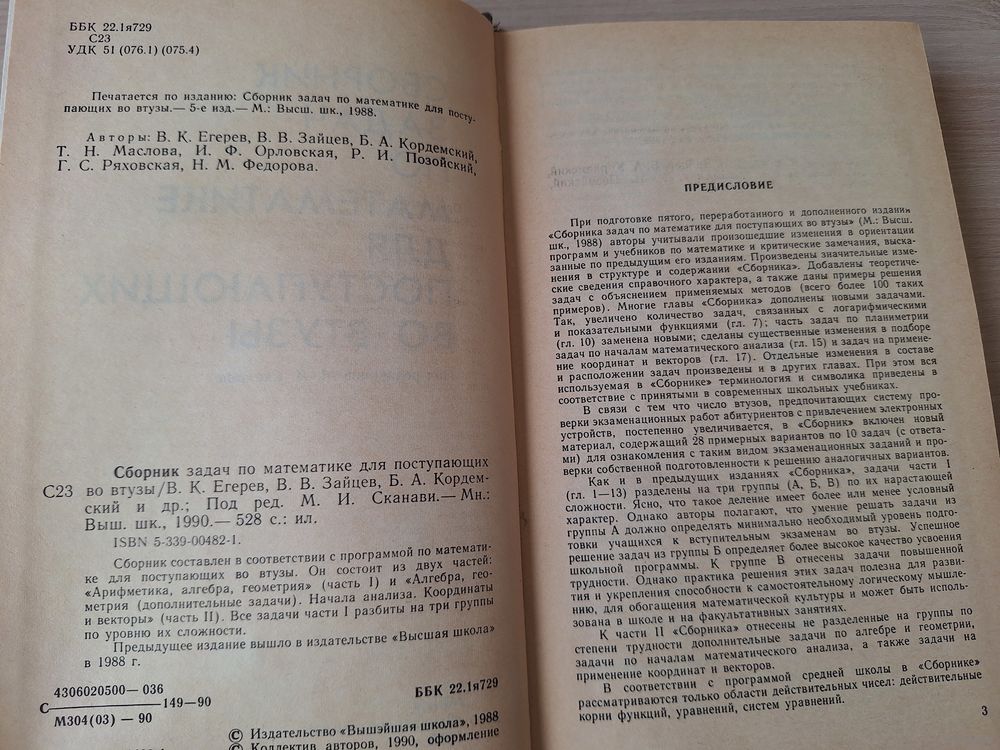 ББК 22.1я729
С23
УДК 51 (076.1) (075.4)
Печатается по изданию: Сборник задач по математике для посту-
пающих во втузы.— 5-е изд.— М.: Высш. шк., 1988.
Авторы: В. К. Егерев, В. В. Зайцев, Б. А. Кордемский,
Т. Н. Маслова, И. Ф. Орловская, Р. И. Позойский,
Г. С. Ряховская, Н. М. Федорова.
Сборник задач по математике для поступающих
С23 во втузы/В. К. Егерев, В. В. Зайцев, Б. А. Кордем-
ский и др.; Под ред. М. И. Сканави.— Мн.:
Выш. шк., 1990.— 528 с.: ил.
ISBN 5-339-00482-1.
Сборник составлен в соответствии с программой по математи-
ке для поступающих во втузы. Он состоит из двух частей:
«Арифметика, алгебра, геометрия» (часть I) и «Алгебра, гео-
метрия (дополнительные задачи). Начала анализа. Координаты
и векторы» (часть II). Все задачи части I разбиты на три группы
по уровню их сложности.
Предыдущее издание вышло в издательстве «Высшая школа»
в 1988 г.
4306020500— 036
С 149—90
М304(03) — 90
ББК 22.1я729
© Издательство «Вышэйшая школа», 1988
© Коллектив авторов, 1990, оформление
ПРЕДИСЛОВИЕ
При подготовке пятого, переработанного и дополненного издания
«Сборника задач по математике для поступающих во втузы» (М.: Высш.
шк., 1988) авторы учитывали произошедшие изменения в ориентации
программ и учебников по математике и критические замечания, выска-
занные по предыдущим его изданиям. Произведены значительные изме-
нения в структуре и содержании «Сборника». Добавлены теоретиче-
ские сведения справочного характера, а также даны примеры решения
задач с объяснением применяемых методов (всего более 100 таких
примеров). Многие главы «Сборника» дополнены новыми задачами.
Так, увеличено количество задач, связанных с логарифмическими
и показательными функциями (гл. 7); часть задач по планиметрии
(гл. 10) заменена новыми; сделаны существенные изменения в подборе
задач по началам математического анализа (гл. 15) и задач на примене-
ние координат и векторов (гл. 17). Отдельные изменения в составе
и расположении задач произведены и в других главах. При этом вся
используемая в «Сборнике» терминология и символика приведены в
соответствие с принятыми в современных школьных учебниках.
В связи с тем что число втузов, предпочитающих систему про-
верки экзаменационных работ абитуриентов с привлечением электронных
устройств, постепенно увеличивается, в «Сборник» включен новый
материал, содержащий 28 примерных вариантов по 10 задач (с ответа-
ми) для ознакомления с таким видом экзаменационных заданий и про-
верки собственной подготовленности к решению аналогичных вариантов.
Как и в предыдущих изданиях «Сборника», задачи части I
(гл. 1—13) разделены на три группы (А, Б, В) по их нарастающей
сложности. Ясно, что такое деление имеет более или менее условный
характер. Однако авторы полагают, что умение решать задачи из
группы А должно определять минимально необходимый уровень подго-
товки учащихся к вступительным экзаменам во втузы. Успешное
решение задач из группы Б определяет более высокое качество усвоения
школьной программы. К группе В отнесены задачи повышенной
трудности. Однако практика решения этих задач полезна для разви-
тия и укрепления способности к самостоятельному логическому мышле-
нию, для обогащения математической культуры и может быть исполь-
зована в школе и на факультативных занятиях.
К части II «Сборника» отнесены не разделенные на группы по
степени трудности дополнительные задачи по алгебре и геометрии,
задачи по началам математического анализа, а также задачи на
применение координат и векторов.
В соответствии с программой средней школы в «Сборнике»
рассматриваются только области действительных чисел: действительные
корни функций, уравнений, систем уравнений.
3